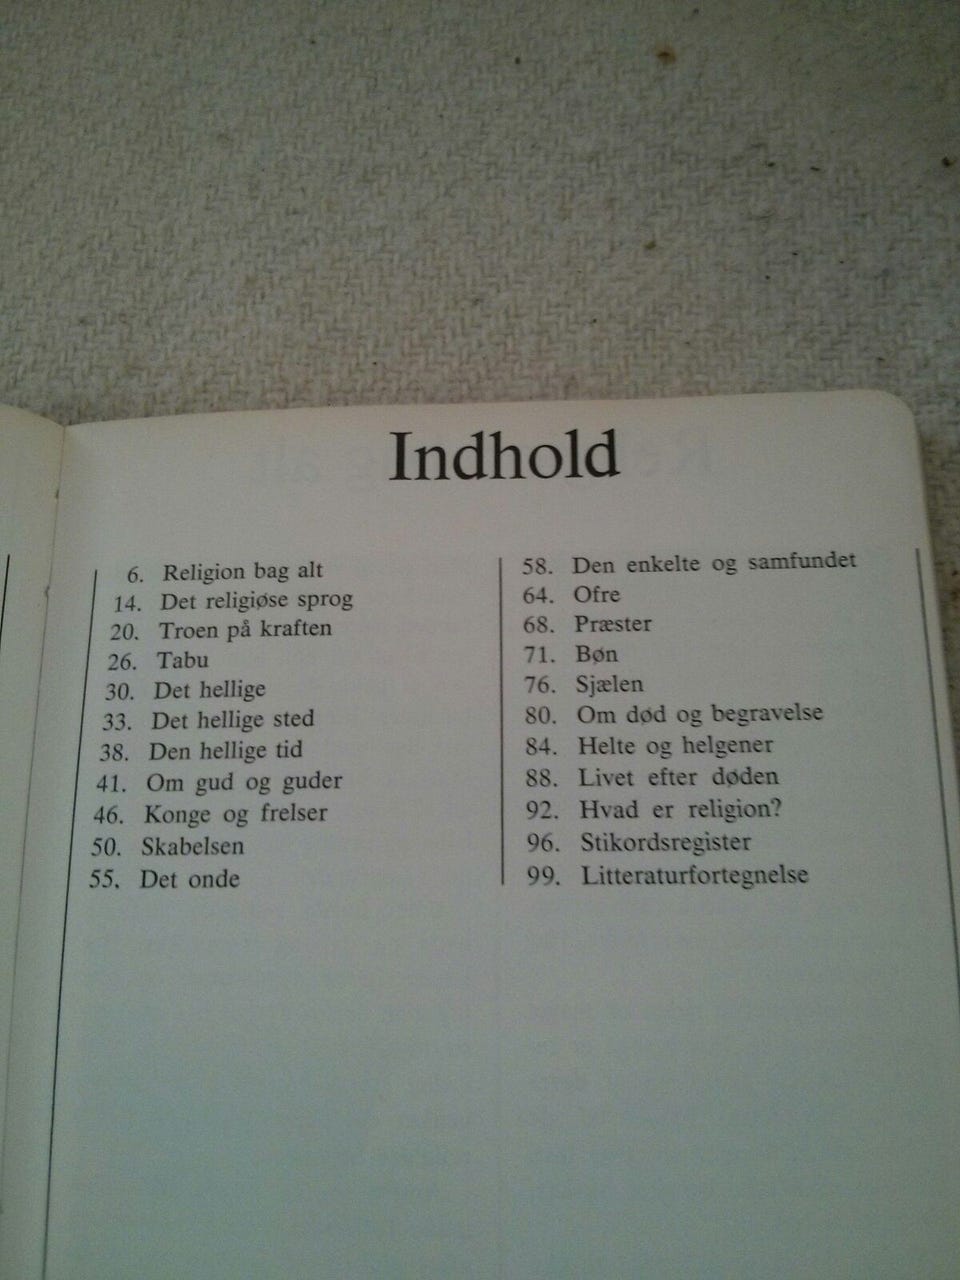 Indhold
6. Religion bag alt
14. Det religiøse sprog
20. Troen på kraften
26. Tabu
30. Det hellige
33. Det hellige sted
38. Den hellige tid
41. Om gud og guder
46. Konge og frelser
50. Skabelsen
55. Det onde
58. Den enkelte og samfundet
64. Ofre
68. Præster
71. Bøn
76. Sjælen
80. Om død og begravelse
84. Helte og helgener
88. Livet efter døden
92. Hvad er religion?
96. Stikordsregister
99. Litteraturfortegnelse